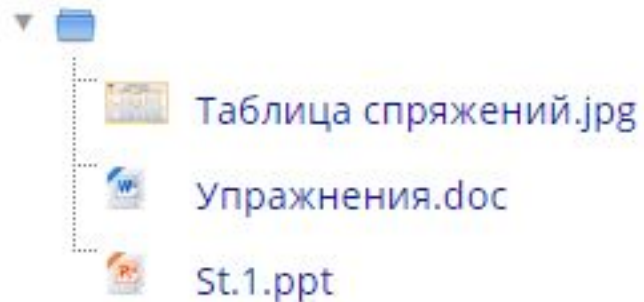 Таблица спряжений.jpg
Упражнения.doc
St.1.ppt